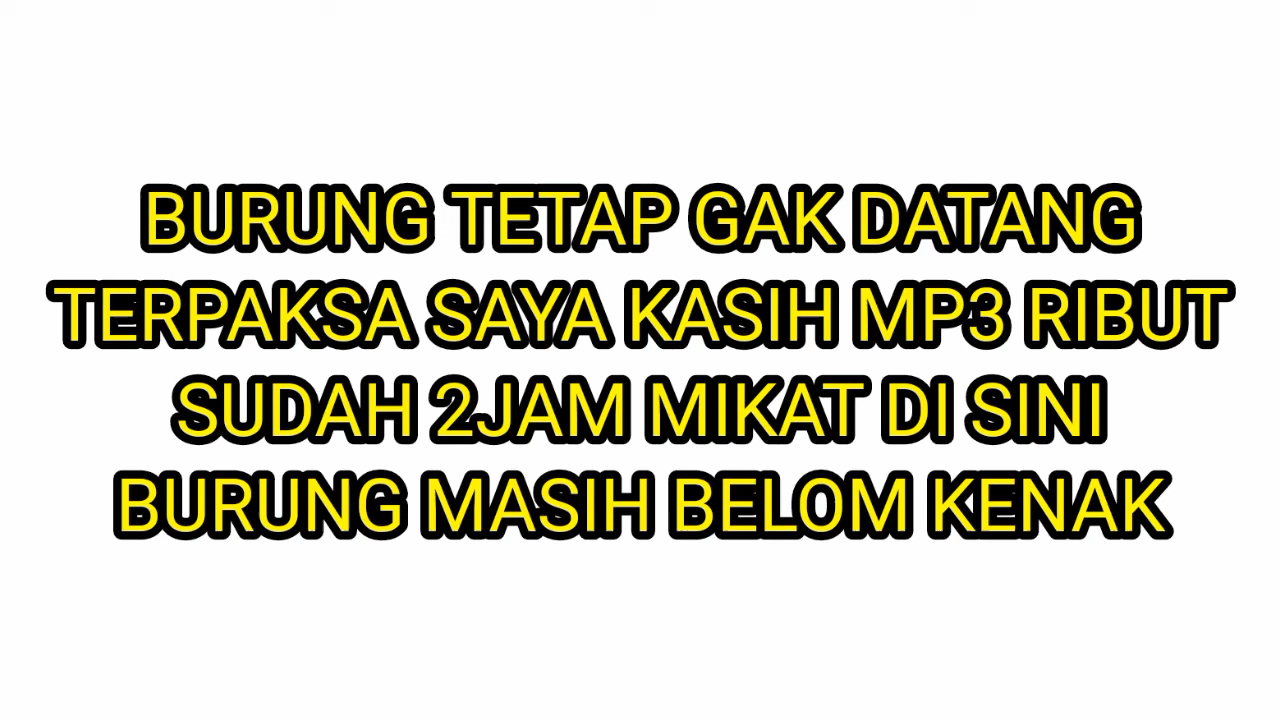 BURUNG TETAP GAK DATANG
TERPAKSA SAYA KASIH MP3 RIBUT
SUDAH 2JAM MIKAT DI SINI
BURUNG MASIH BELOM KENAK